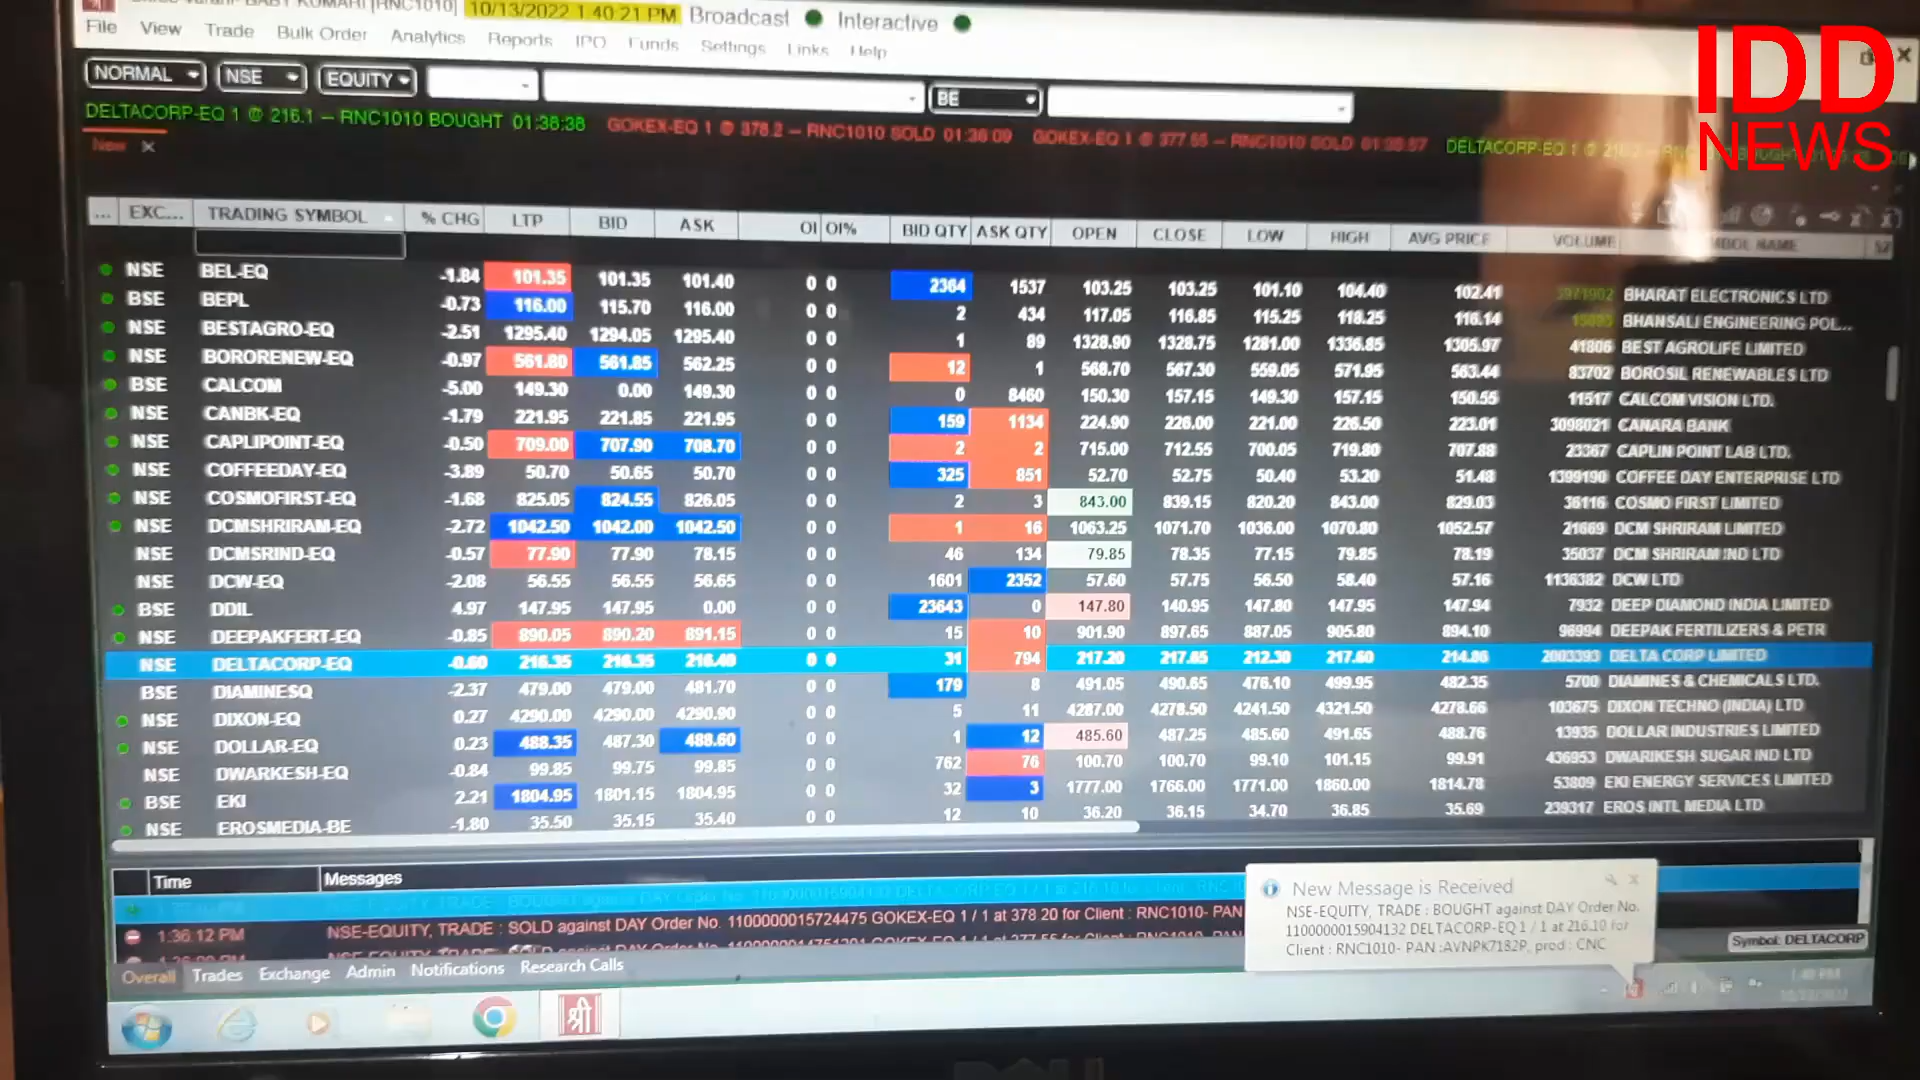 BABY KUMARI [RNC1010] 10/13/2022 1:40:21 PM Broadcast Interactive
File View Trade Bulk Order Analytics Reports IPO Funds Settings Links Help
NORMAL NSE EQUITY BE
IDD
NEWS
DELTACORP-EQ 1 @ 216.1 -- RNC1010 BOUGHT 01:38:38 GOKEX-EQ 1 @ 378.2 -- RNC1010 SOLD 01:36:09 GOKEX-EQ 1 @ 377.55 -- RNC1010 SOLD DELTACORP-EQ 1 @
New
... EXC... TRADING SYMBOL % CHG LTP BID ASK OI OI% BID QTY ASK QTY OPEN CLOSE LOW HIGH AVG PRICE VOLUME NAME 52
NSE BEL-EQ -1.84 101.35 101.35 101.40 0 0 2364 1537 103.25 103.25 101.10 104.40 102.41 BHARAT ELECTRONICS LTD
BSE BEPL -0.73 116.00 115.70 116.00 0 0 2 434 117.05 116.85 115.25 118.25 116.14 BHANSALI ENGINEERING POL...
NSE BESTAGRO-EQ -2.51 1295.40 1294.05 1295.40 0 0 1 89 1328.90 1328.75 1281.00 1336.85 1305.97 41806 BEST AGROLIFE LIMITED
NSE BORORENEW-EQ -0.97 561.80 561.85 562.25 0 0 12 1 568.70 567.30 559.05 571.95 563.44 83702 BOROSIL RENEWABLES LTD
BSE CALCOM -5.00 149.30 0.00 149.30 0 0 0 8460 150.30 157.15 149.30 157.15 150.55 11517 CALCOM VISION LTD.
NSE CANBK-EQ -1.79 221.95 221.85 221.95 0 0 159 1134 224.90 226.00 221.00 226.50 223.01 3098021 CANARA BANK
NSE CAPLIPOINT-EQ -0.50 709.00 707.90 708.70 0 0 2 2 715.00 712.55 700.05 719.80 707.88 23367 CAPLIN POINT LAB LTD.
NSE COFFEEDAY-EQ -3.89 50.70 50.65 50.70 0 0 325 851 52.70 52.75 50.40 53.20 51.48 1399190 COFFEE DAY ENTERPRISE LTD
NSE COSMOFIRST-EQ -1.68 825.05 824.55 826.05 0 0 2 3 843.00 839.15 820.20 843.00 829.03 36116 COSMO FIRST LIMITED
NSE DCMSHRIRAM-EQ -2.72 1042.50 1042.00 1042.50 0 0 1 16 1063.25 1071.70 1036.00 1070.80 1052.57 21669 DCM SHRIRAM LIMITED
NSE DCMSRIND-EQ -0.57 77.90 77.90 78.15 0 0 46 134 79.85 78.35 77.15 79.85 78.19 35037 DCM SHRIRAM IND LTD
NSE DCW-EQ -2.08 56.55 56.55 56.65 0 0 1601 2352 57.60 57.75 56.50 58.40 57.16 1136382 DCW LTD
BSE DDIL 4.97 147.95 147.95 0.00 0 0 23643 0 147.80 140.95 147.80 147.95 147.94 7932 DEEP DIAMOND INDIA LIMITED
NSE DEEPAKFERT-EQ -0.85 890.05 890.20 891.15 0 0 15 10 901.90 897.65 887.05 905.80 894.10 96994 DEEPAK FERTILIZERS & PETR
NSE DELTACORP-EQ -0.60 216.35 216.35 216.40 0 0 31 794 217.20 217.65 212.30 217.60 214.86 2003393 DELTA CORP LIMITED
BSE DIAMINESQ -2.37 479.00 479.00 481.70 0 0 179 8 491.05 490.65 476.10 499.95 482.35 5700 DIAMINES & CHEMICALS LTD.
NSE DIXON-EQ 0.27 4290.00 4290.00 4290.90 0 0 5 11 4287.00 4278.50 4241.50 4321.50 4278.66 103675 DIXON TECHNO (INDIA) LTD
NSE DOLLAR-EQ 0.23 488.35 487.30 488.60 0 0 1 12 485.60 487.25 485.60 491.65 488.76 13935 DOLLAR INDUSTRIES LIMITED
NSE DWARKESH-EQ -0.84 99.85 99.75 99.85 0 0 762 76 100.70 100.70 99.10 101.15 99.91 436953 DWARIKESH SUGAR IND LTD
BSE EKI 2.21 1804.95 1801.15 1804.95 0 0 32 3 1777.00 1766.00 1771.00 1860.00 1814.78 53809 EKI ENERGY SERVICES LIMITED
NSE EROSMEDIA-BE -1.80 35.50 35.15 35.40 0 0 12 10 36.20 36.15 34.70 36.85 35.69 239317 EROS INTL MEDIA LTD
Time Messages
1:36:12 PM NSE-EQUITY, TRADE : SOLD against DAY Order No. 1100000015724475 GOKEX-EQ 1 / 1 at 378.20 for Client : RNC1010- PAN
New Message is Received
NSE-EQUITY, TRADE : BOUGHT against DAY Order No.
1100000015904132 DELTACORP-EQ 1 / 1 at 216.10 for
Client : RNC1010- PAN :AVNPK7182P, prod : CNC
Symbol: DELTACORP
Overall Trades Exchange Admin Notifications Research Calls
श्री